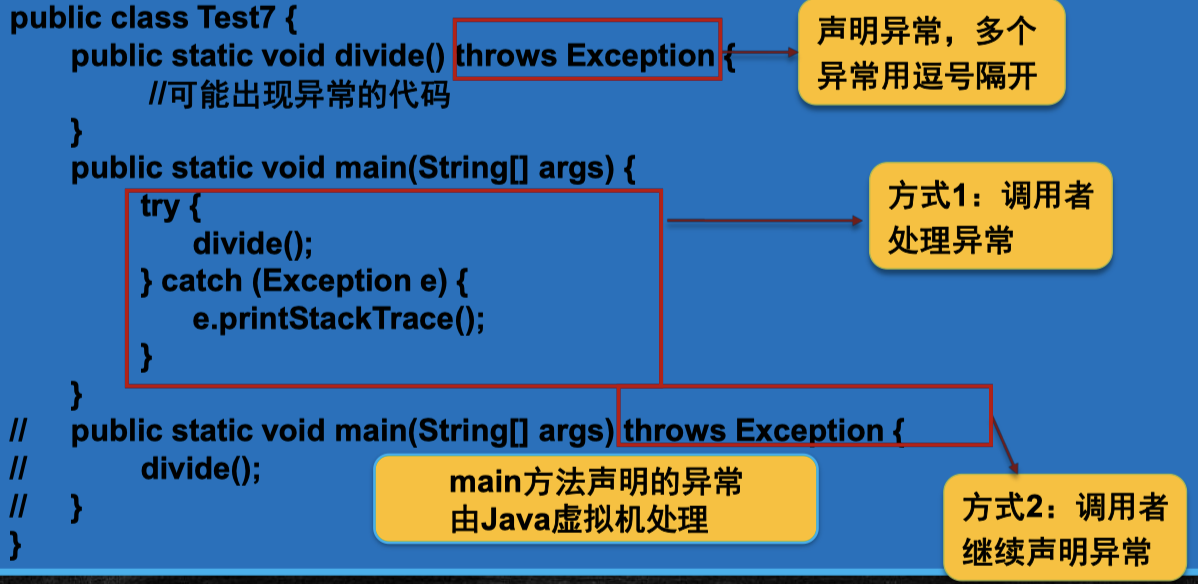 public class Test7 {
public static void divide() throws Exception {
声明异常，多个
异常用逗号隔开
//可能出现异常的代码
}
public static void main(String[] args) {
try {
divide();
} catch (Exception e) {
e.printStackTrace();
}
方式1：调用者
处理异常
}
// public static void main(String[] args) throws Exception {
// divide();
// }
}
main方法声明的异常
由Java虚拟机处理
方式2：调用者
继续声明异常